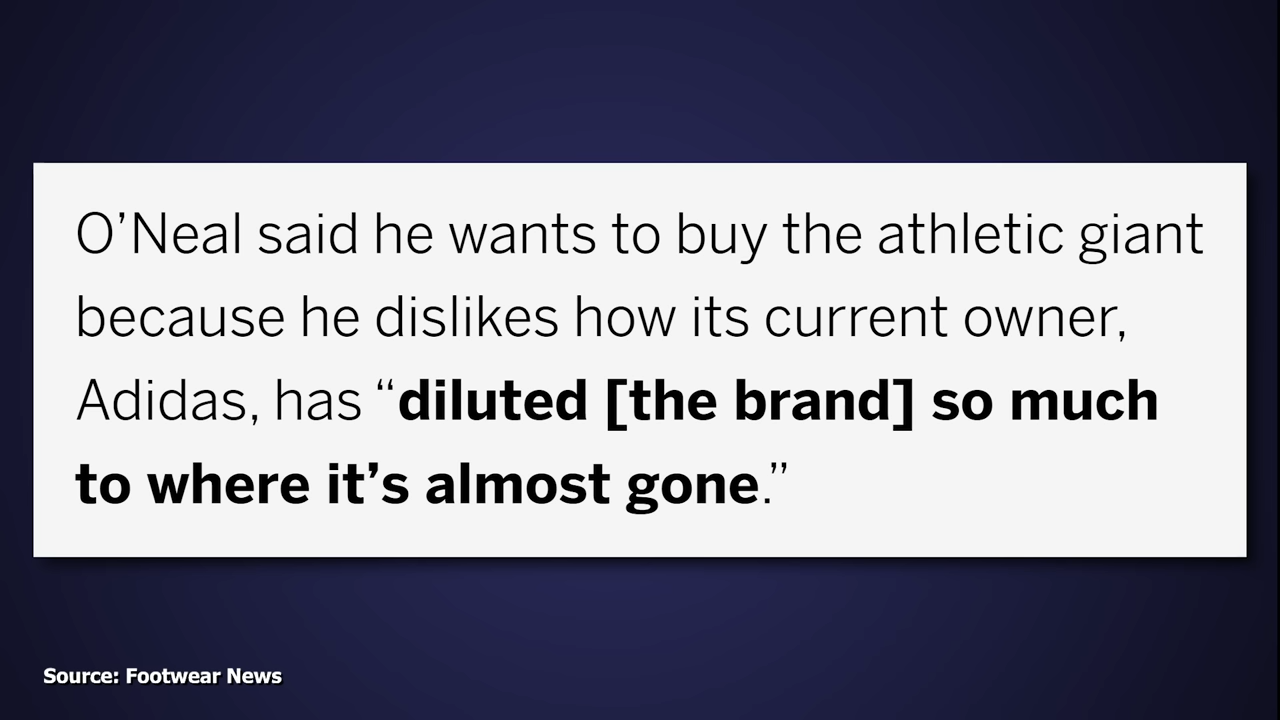 O’Neal said he wants to buy the athletic giant
because he dislikes how its current owner,
Adidas, has “diluted [the brand] so much
to where it’s almost gone.”
Source: Footwear News